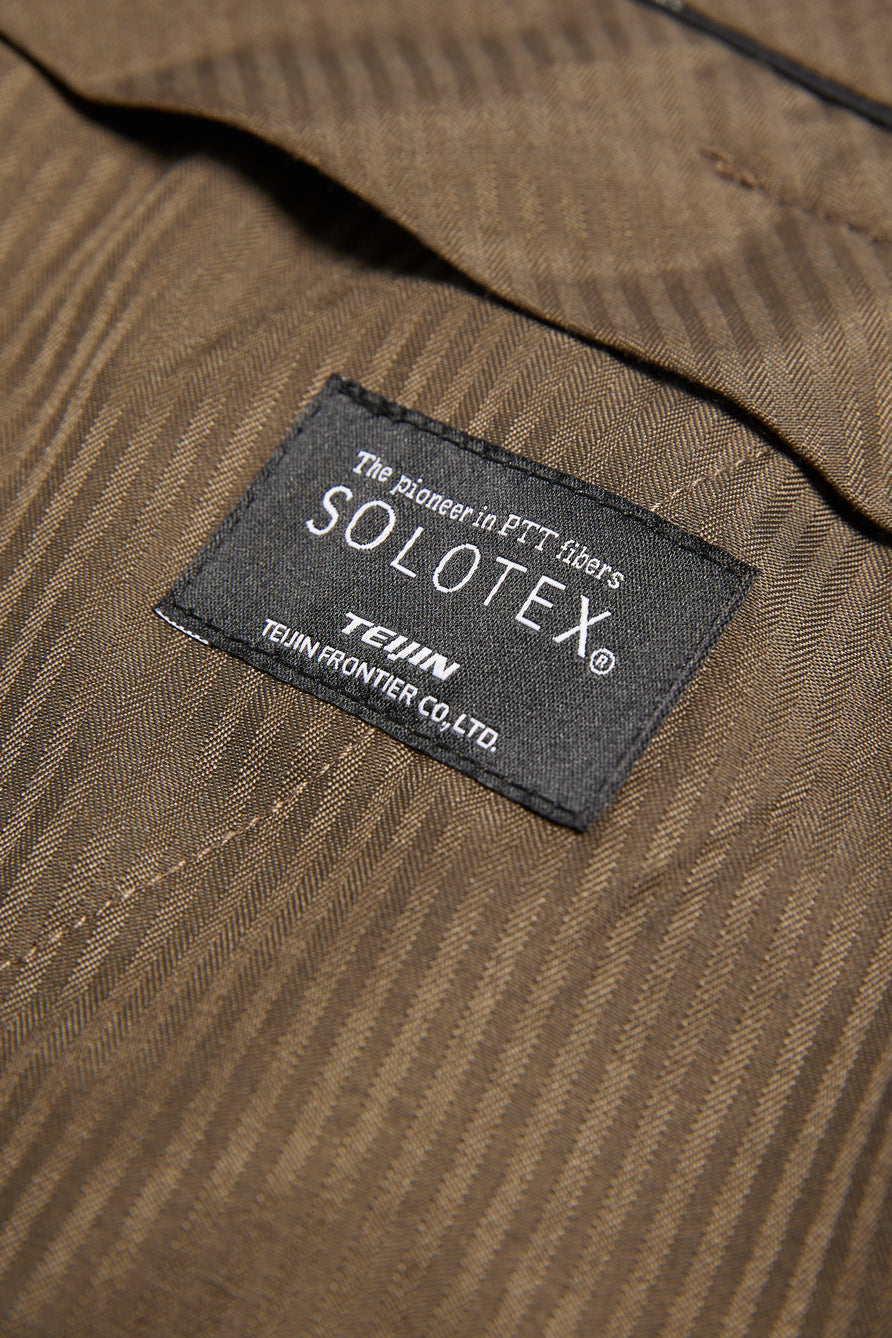 The pioneer in PTT fibers
SOLOTEX®
TEIJIN
TEIJIN FRONTIER CO.,LTD.